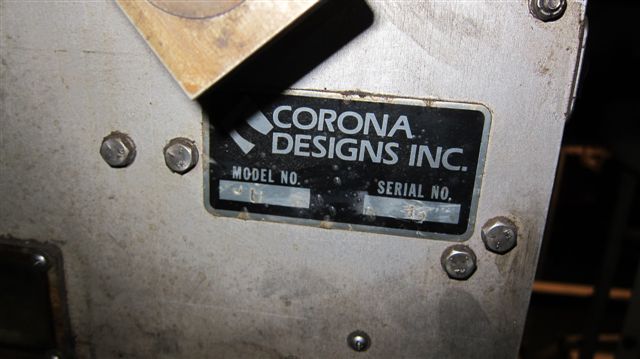 CORONA
DESIGNS INC.
MODEL NO.
SERIAL NO.